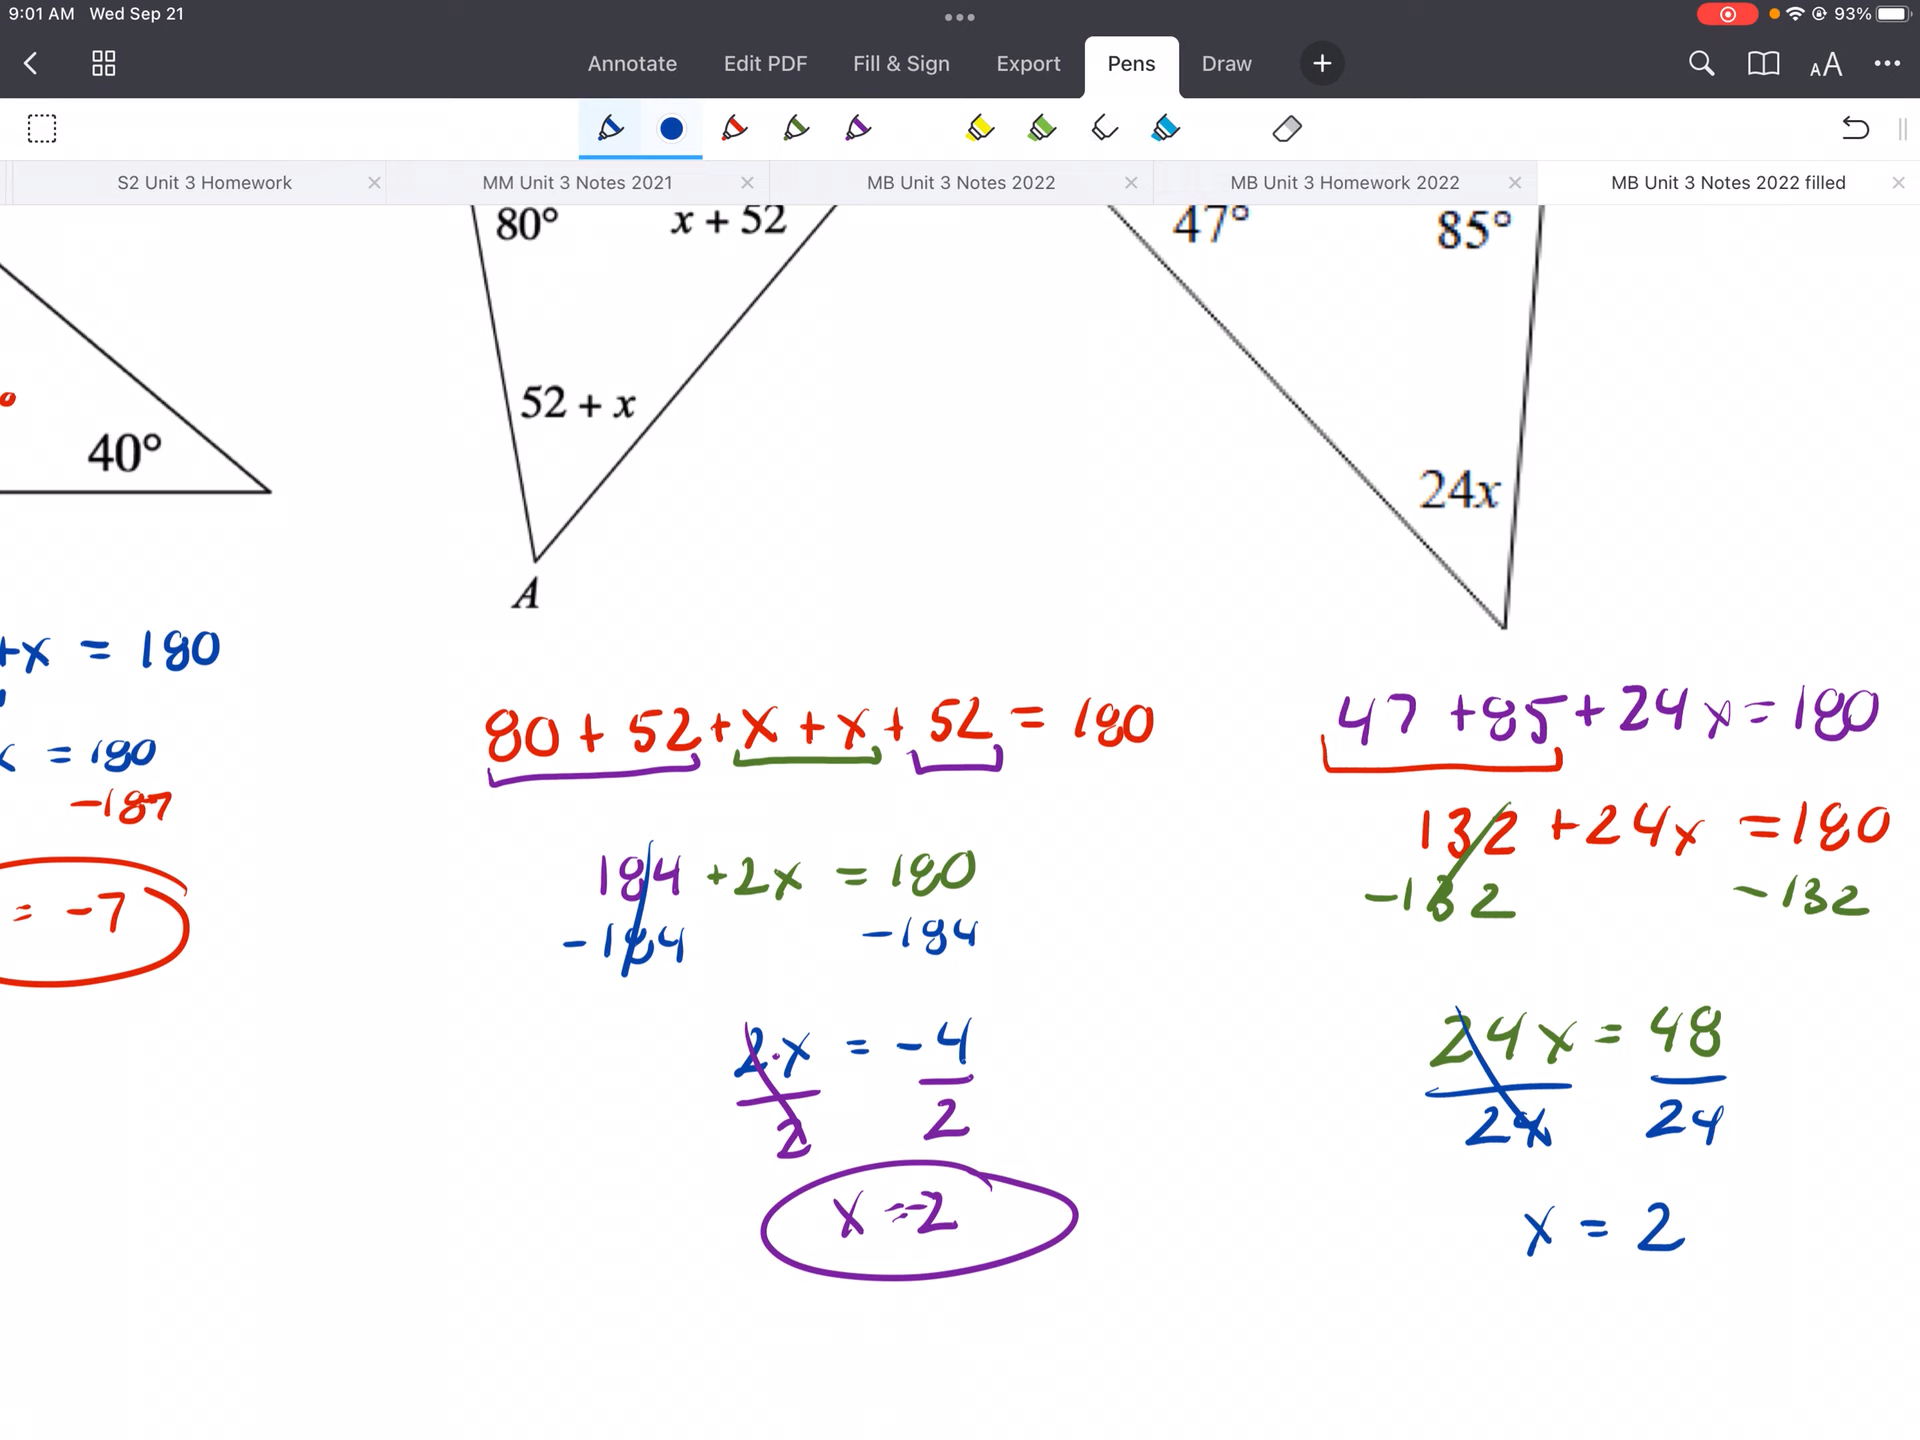 9:01 AM Wed Sep 21
93%
Annotate Edit PDF Fill & Sign Export Pens Draw
AA
S2 Unit 3 Homework
MM Unit 3 Notes 2021
MB Unit 3 Notes 2022
MB Unit 3 Homework 2022
MB Unit 3 Notes 2022 filled
40°
+x = 180
= 180
-187
= -7
80°
x + 52
52 + x
A
80 + 52 + x + x + 52 = 180
184 + 2x = 180
-184 -184
2·x = -4
2 2
x = -2
47°
85°
24x
47 + 85 + 24x = 180
132 + 24x = 180
-132 -132
24x = 48
24 24
x = 2